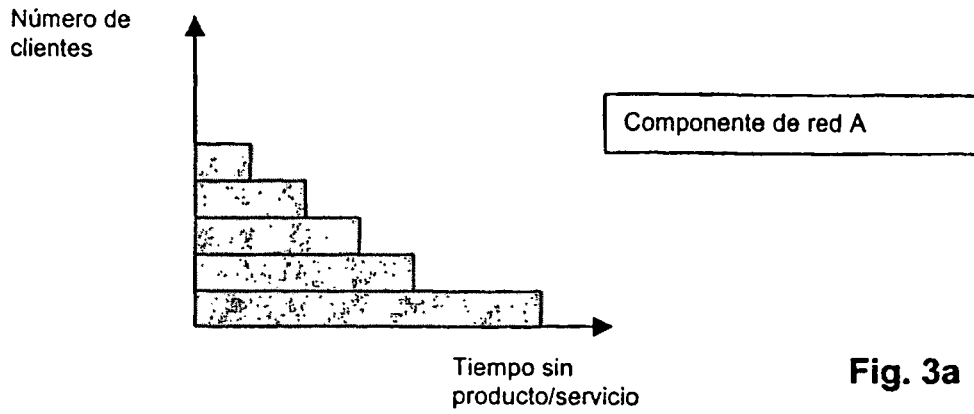 Número de
clientes
Componente de red A
Tiempo sin
producto/servicio
Fig. 3a